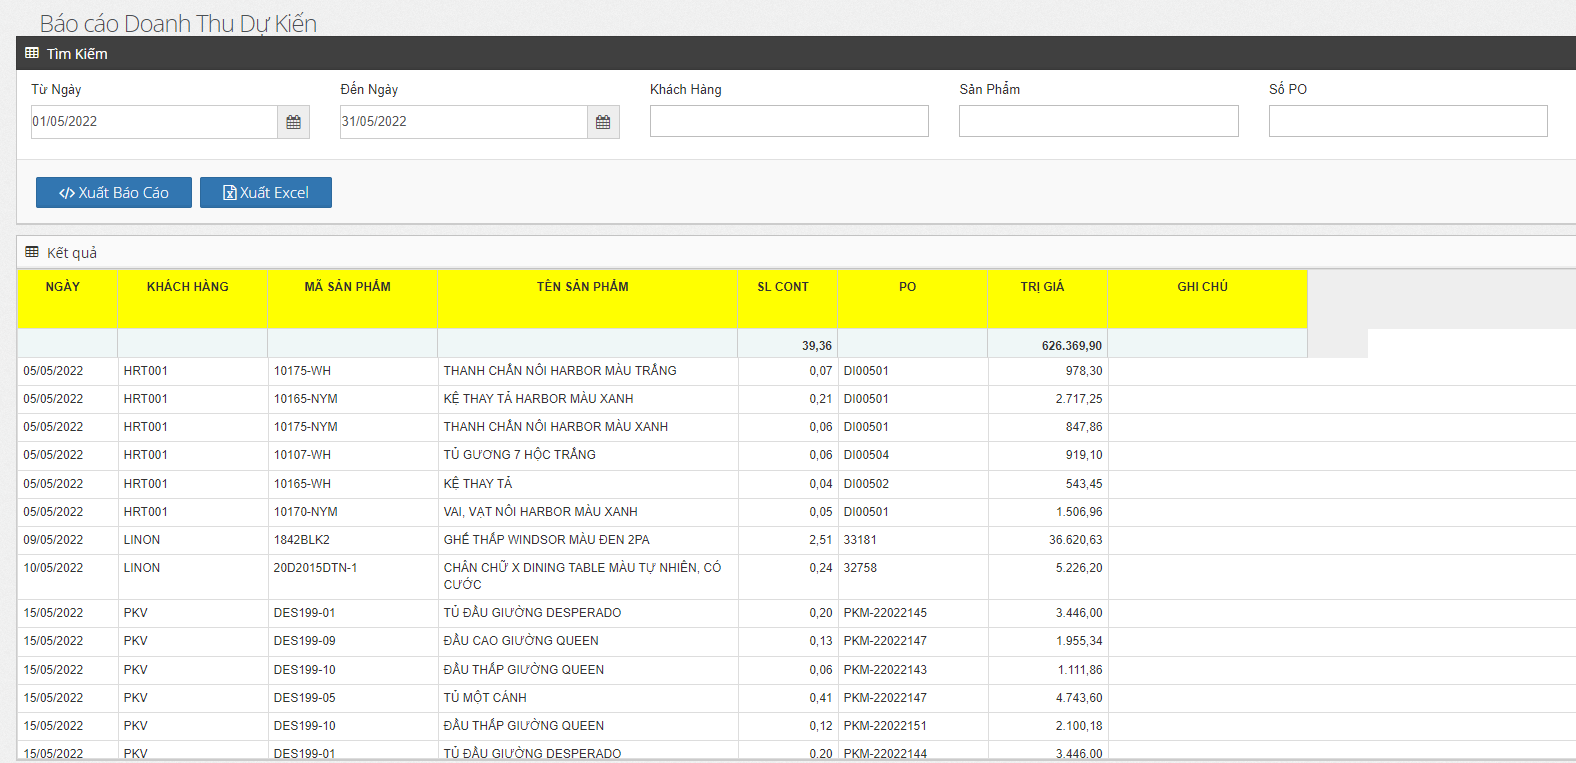 Báo cáo Doanh Thu Dự Kiến
Tìm Kiếm
Từ Ngày Đến Ngày Khách Hàng Sản Phẩm Số PO
01/05/2022 31/05/2022
Xuất Báo Cáo Xuất Excel
Kết quả
NGÀY KHÁCH HÀNG MÃ SẢN PHẨM TÊN SẢN PHẨM SL CONT PO TRỊ GIÁ GHI CHÚ
39,36 626.369,90
05/05/2022 HRT001 10175-WH THANH CHẮN NÔI HARBOR MÀU TRẮNG 0,07 DI00501 978,30
05/05/2022 HRT001 10165-NYM KỆ THAY TẢ HARBOR MÀU XANH 0,21 DI00501 2.717,25
05/05/2022 HRT001 10175-NYM THANH CHẮN NÔI HARBOR MÀU XANH 0,06 DI00501 847,86
05/05/2022 HRT001 10107-WH TỦ GƯƠNG 7 HỘC TRẮNG 0,06 DI00504 919,10
05/05/2022 HRT001 10165-WH KỆ THAY TẢ 0,04 DI00502 543,45
05/05/2022 HRT001 10170-NYM VAI, VẠT NÔI HARBOR MÀU XANH 0,05 DI00501 1.506,96
09/05/2022 LINON 1842BLK2 GHẾ THẤP WINDSOR MÀU ĐEN 2PA 2,51 33181 36.620,63
10/05/2022 LINON 20D2015DTN-1 CHÂN CHỮ X DINING TABLE MÀU TỰ NHIÊN, CÓ 0,24 32758 5.226,20
CƯỚC
15/05/2022 PKV DES199-01 TỦ ĐẦU GIƯỜNG DESPERADO 0,20 PKM-22022145 3.446,00
15/05/2022 PKV DES199-09 ĐẦU CAO GIƯỜNG QUEEN 0,13 PKM-22022147 1.955,34
15/05/2022 PKV DES199-10 ĐẦU THẤP GIƯỜNG QUEEN 0,06 PKM-22022143 1.111,86
15/05/2022 PKV DES199-05 TỦ MỘT CÁNH 0,41 PKM-22022147 4.743,60
15/05/2022 PKV DES199-10 ĐẦU THẤP GIƯỜNG QUEEN 0,12 PKM-22022151 2.100,18
15/05/2022 PKV DES199-01 TỦ ĐẦU GIƯỜNG DESPERADO 0,20 PKM-22022144 3.446,00